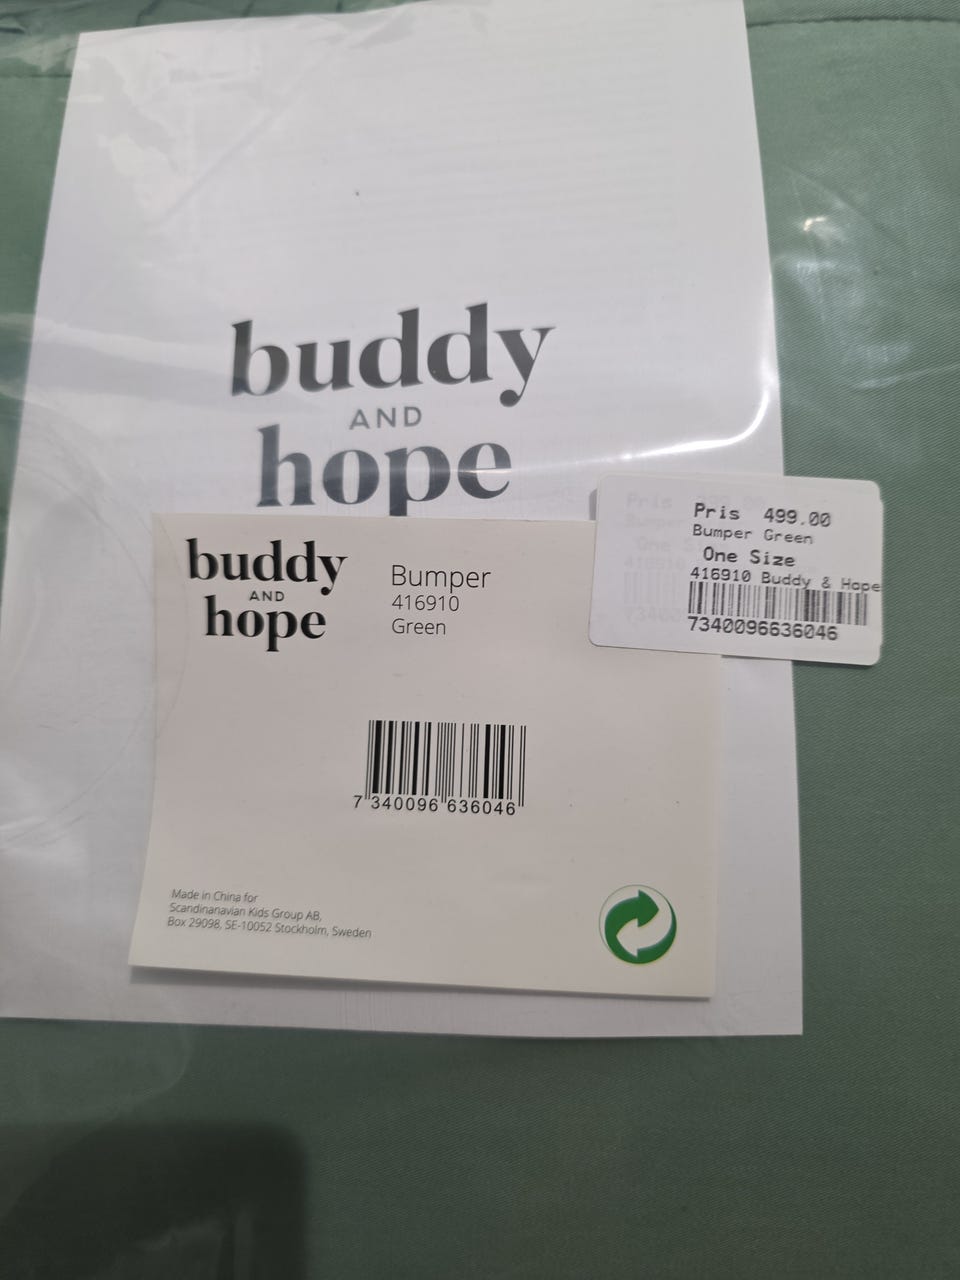 buddy
AND
hope
buddy
AND
hope
Bumper
416910
Green
Pris 499.00
Bumper Green
One Size
416910 Buddy & Hope
7340096636046
7 340096 636046
Made in China for
Scandinanavian Kids Group AB,
Box 29098, SE-10052 Stockholm, Sweden